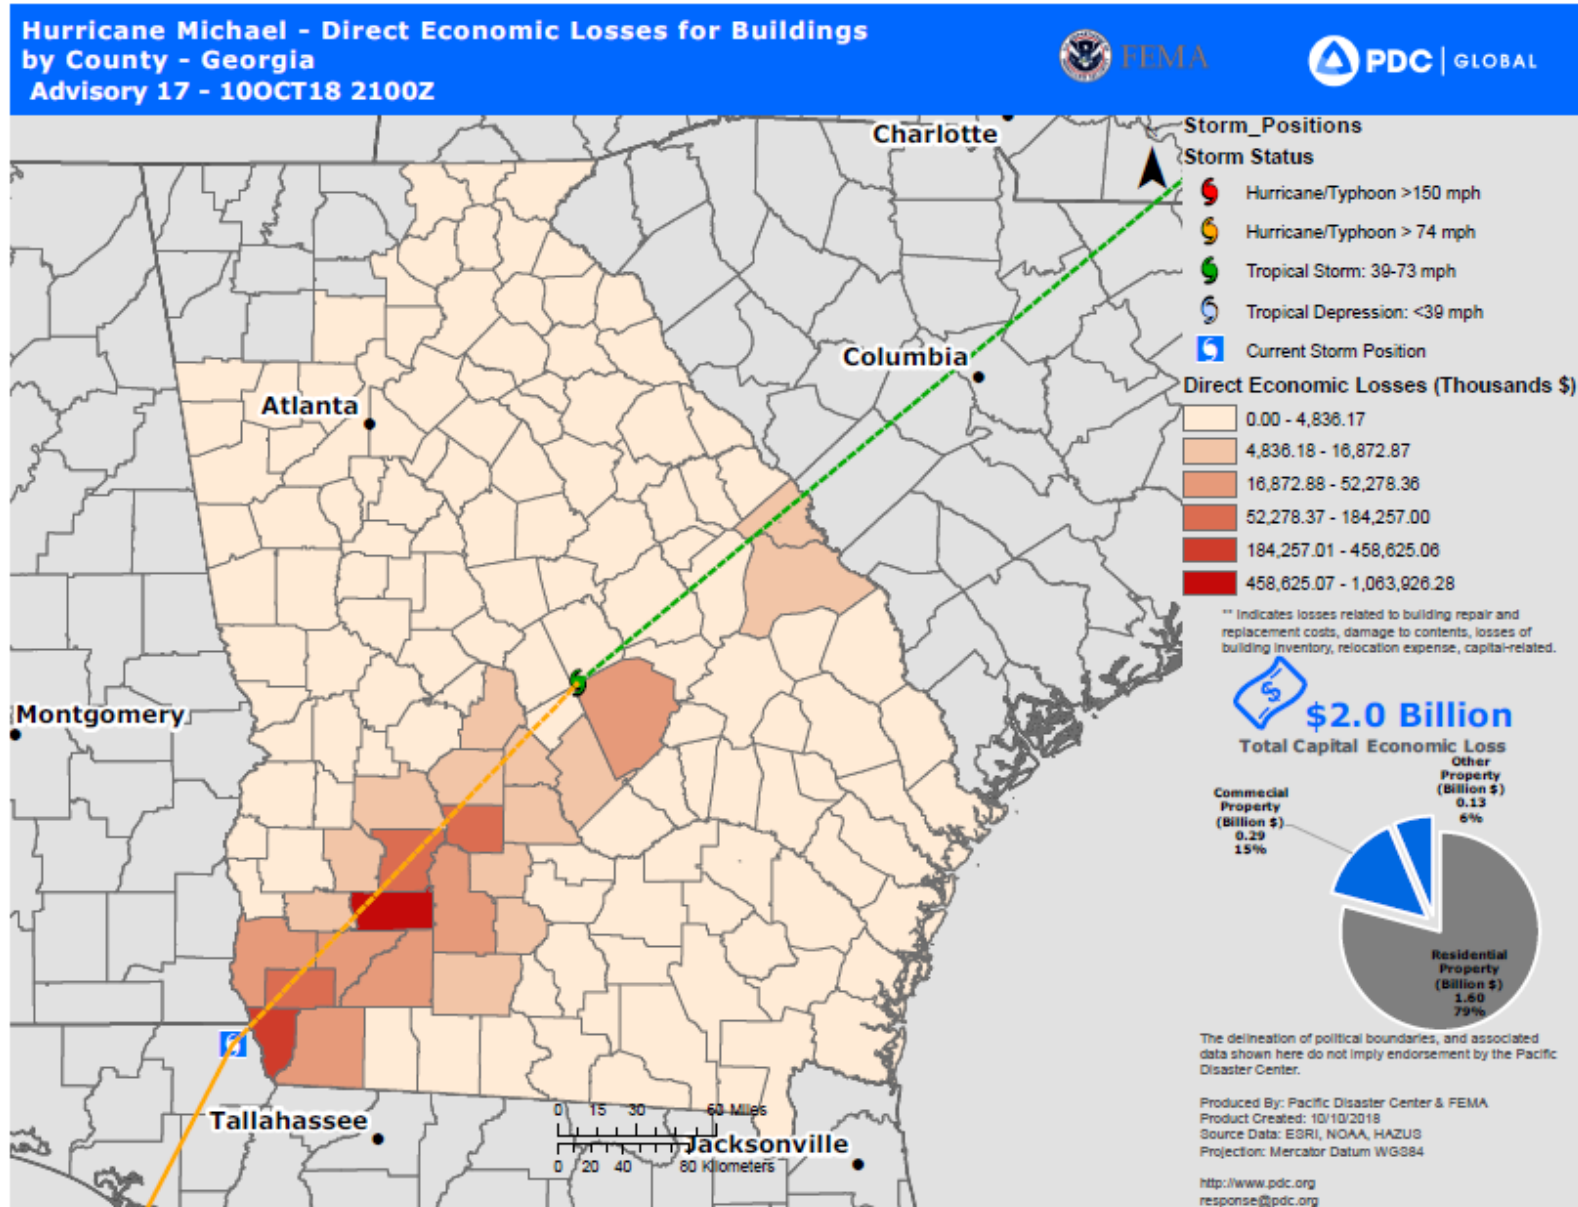 Hurricane Michael - Direct Economic Losses for Buildings
by County - Georgia
Advisory 17 - 10OCT18 2100Z
FEMA
PDC | GLOBAL
Charlotte
Columbia
Atlanta
Montgomery
Tallahassee
Jacksonville
0 15 30 60 Miles
0 20 40 80 Kilometers
Storm_Positions
Storm Status
Hurricane/Typhoon >150 mph
Hurricane/Typhoon > 74 mph
Tropical Storm: 39-73 mph
Tropical Depression: <39 mph
Current Storm Position
Direct Economic Losses (Thousands $)
0.00 - 4,836.17
4,836.18 - 16,872.87
16,872.88 - 52,278.36
52,278.37 - 184,257.00
184,257.01 - 458,625.06
458,625.07 - 1,063,926.28
** Indicates losses related to building repair and
replacement costs, damage to contents, losses of
building inventory, relocation expense, capital-related.
$2.0 Billion
Total Capital Economic Loss
Other
Property
(Billion $)
0.13
6%
Commecial
Property
(Billion $)
0.29
15%
Residential
Property
(Billion $)
1.60
79%
The delineation of political boundaries, and associated
data shown here do not imply endorsement by the Pacific
Disaster Center.
Produced By: Pacific Disaster Center & FEMA
Product Created: 10/10/2018
Source Data: ESRI, NOAA, HAZUS
Projection: Mercator Datum WGS84
http://www.pdc.org
response@pdc.org